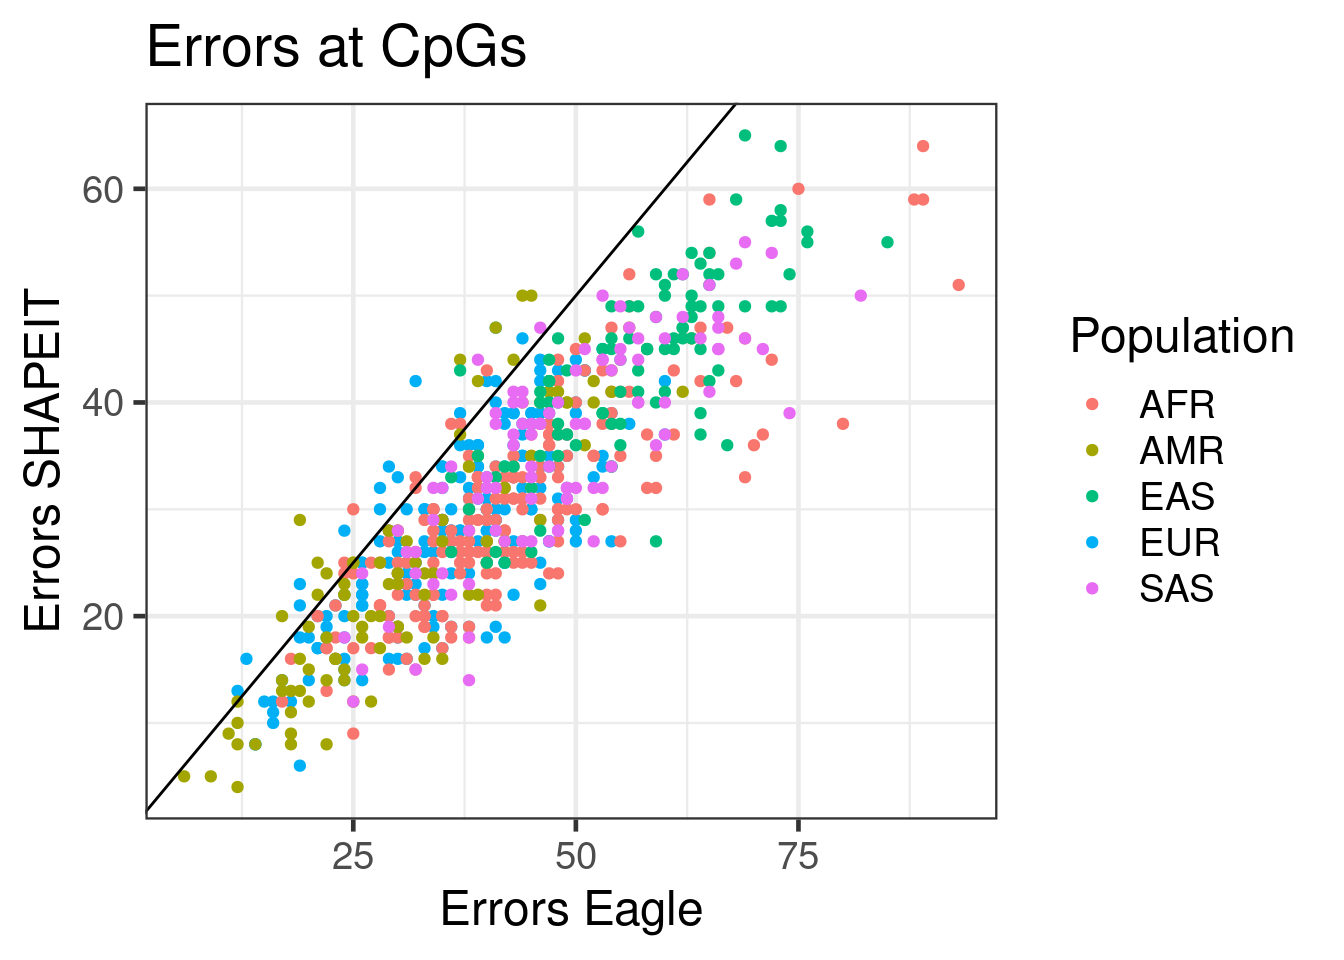 Errors at CpGs
Errors SHAPEIT
60
40
20
25 50 75
Errors Eagle
Population
AFR
AMR
EAS
EUR
SAS